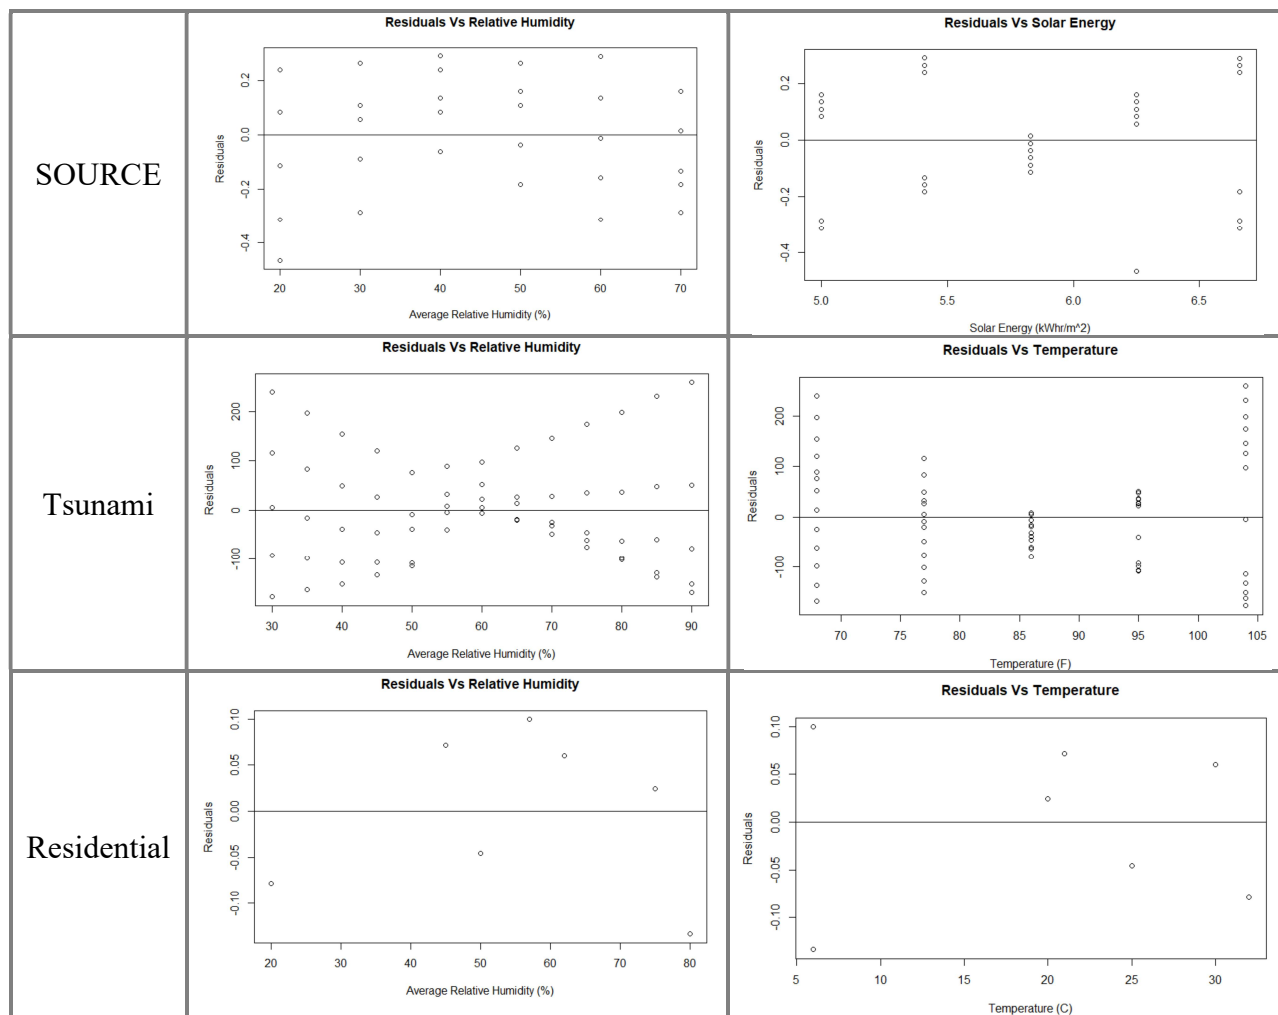 SOURCE
Residuals Vs Relative Humidity
Residuals
0.2
0.0
-0.2
-0.4
20 30 40 50 60 70
Average Relative Humidity (%)
Residuals Vs Solar Energy
Residuals
0.2
0.0
-0.2
-0.4
5.0 5.5 6.0 6.5
Solar Energy (kWhr/m^2)
Tsunami
Residuals Vs Relative Humidity
Residuals
200
100
0
-100
30 40 50 60 70 80 90
Average Relative Humidity (%)
Residuals Vs Temperature
Residuals
200
100
0
-100
70 75 80 85 90 95 100 105
Temperature (F)
Residential
Residuals Vs Relative Humidity
Residuals
0.10
0.05
0.00
-0.05
-0.10
20 30 40 50 60 70 80
Average Relative Humidity (%)
Residuals Vs Temperature
Residuals
0.10
0.05
0.00
-0.05
-0.10
5 10 15 20 25 30
Temperature (C)